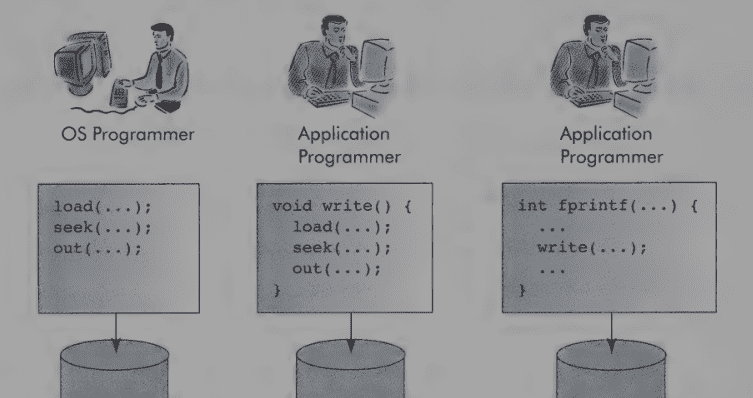 OS Programmer
Application
Programmer
Application
Programmer
load(...);
seek(...);
out(...);
void write() {
load(...);
seek(...);
out(...);
}
int fprintf(...) {
...
write(...);
...
}